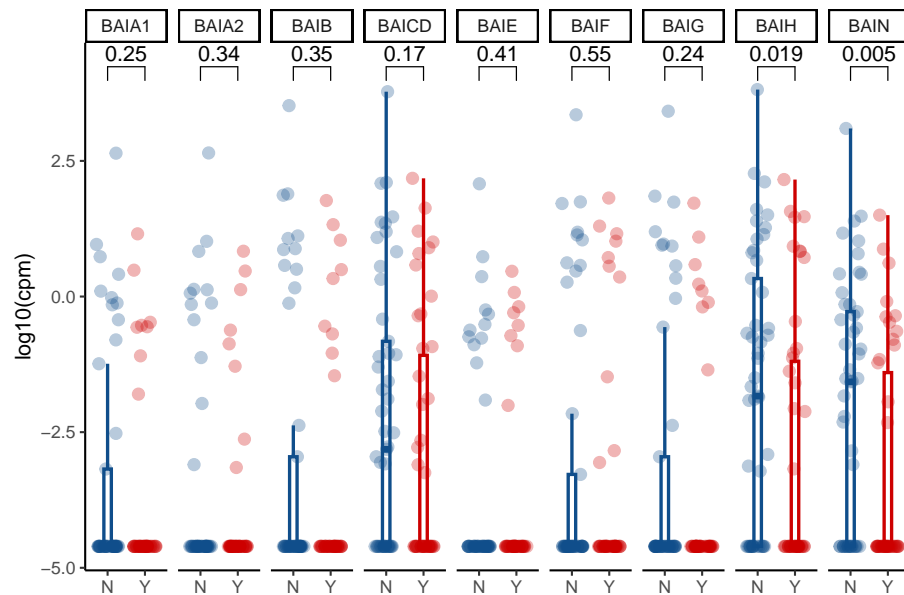 BAIA1 BAIA2 BAIB BAICD BAIE BAIF BAIG BAIH BAIN
0.25 0.34 0.35 0.17 0.41 0.55 0.24 0.019 0.005
2.5
0.0
−2.5
−5.0
log10(cpm)
N Y N Y N Y N Y N Y N Y N Y N Y N Y